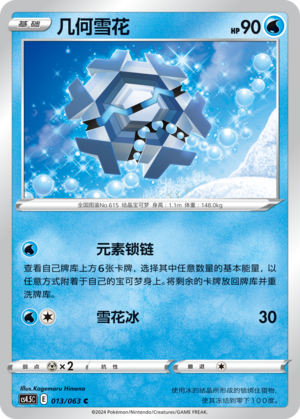 基础 几何雪花 HP90
全国图鉴No.615 结晶宝可梦 身高：1.1m 体重：148.0kg
元素锁链
查看自己牌库上方6张卡牌，选择其中任意数量的基本能量，以
任意方式附着于自己的宝可梦身上。将剩余的卡牌放回牌库并重
洗牌库。
雪花冰 30
弱点 ×2 抵抗力 撤退
Illus.Kagemaru Himeno
CS4.5C E 013/063 C
使用冰的结晶所形成的锁绑住猎物，
使其冻结到零下１００度。
©2024 Pokémon/Nintendo/Creatures/GAME FREAK.